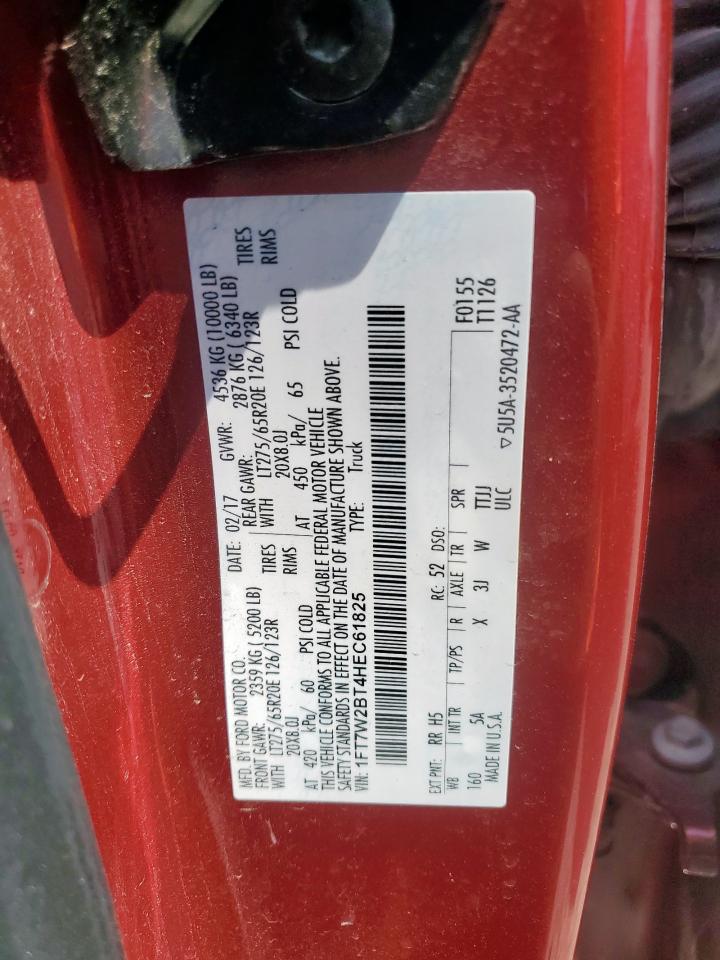 MFD. BY FORD MOTOR CO.
DATE: 02/17 GVWR: 4536 KG (10000 LB)
FRONT GAWR: 2359 KG ( 5200 LB) REAR GAWR: 2876 KG ( 6340 LB)
WITH LT275/65R20E 126/123R TIRES WITH LT275/65R20E 126/123R TIRES
20X8.0J RIMS 20X8.0J RIMS
AT 420 kPa/ 60 PSI COLD AT 450 kPa/ 65 PSI COLD
THIS VEHICLE CONFORMS TO ALL APPLICABLE FEDERAL MOTOR VEHICLE
SAFETY STANDARDS IN EFFECT ON THE DATE OF MANUFACTURE SHOWN ABOVE.
VIN: 1FT7W2BT4HEC61825 TYPE: Truck
EXT PNT: RR H5 RC: 52 DSO: F0155
WB INT TR TP/PS R AXLE TR SPR T1126
160 5A X 3J W TTJJ
MADE IN U.S.A. ULC ▽5U5A-3520472-AA